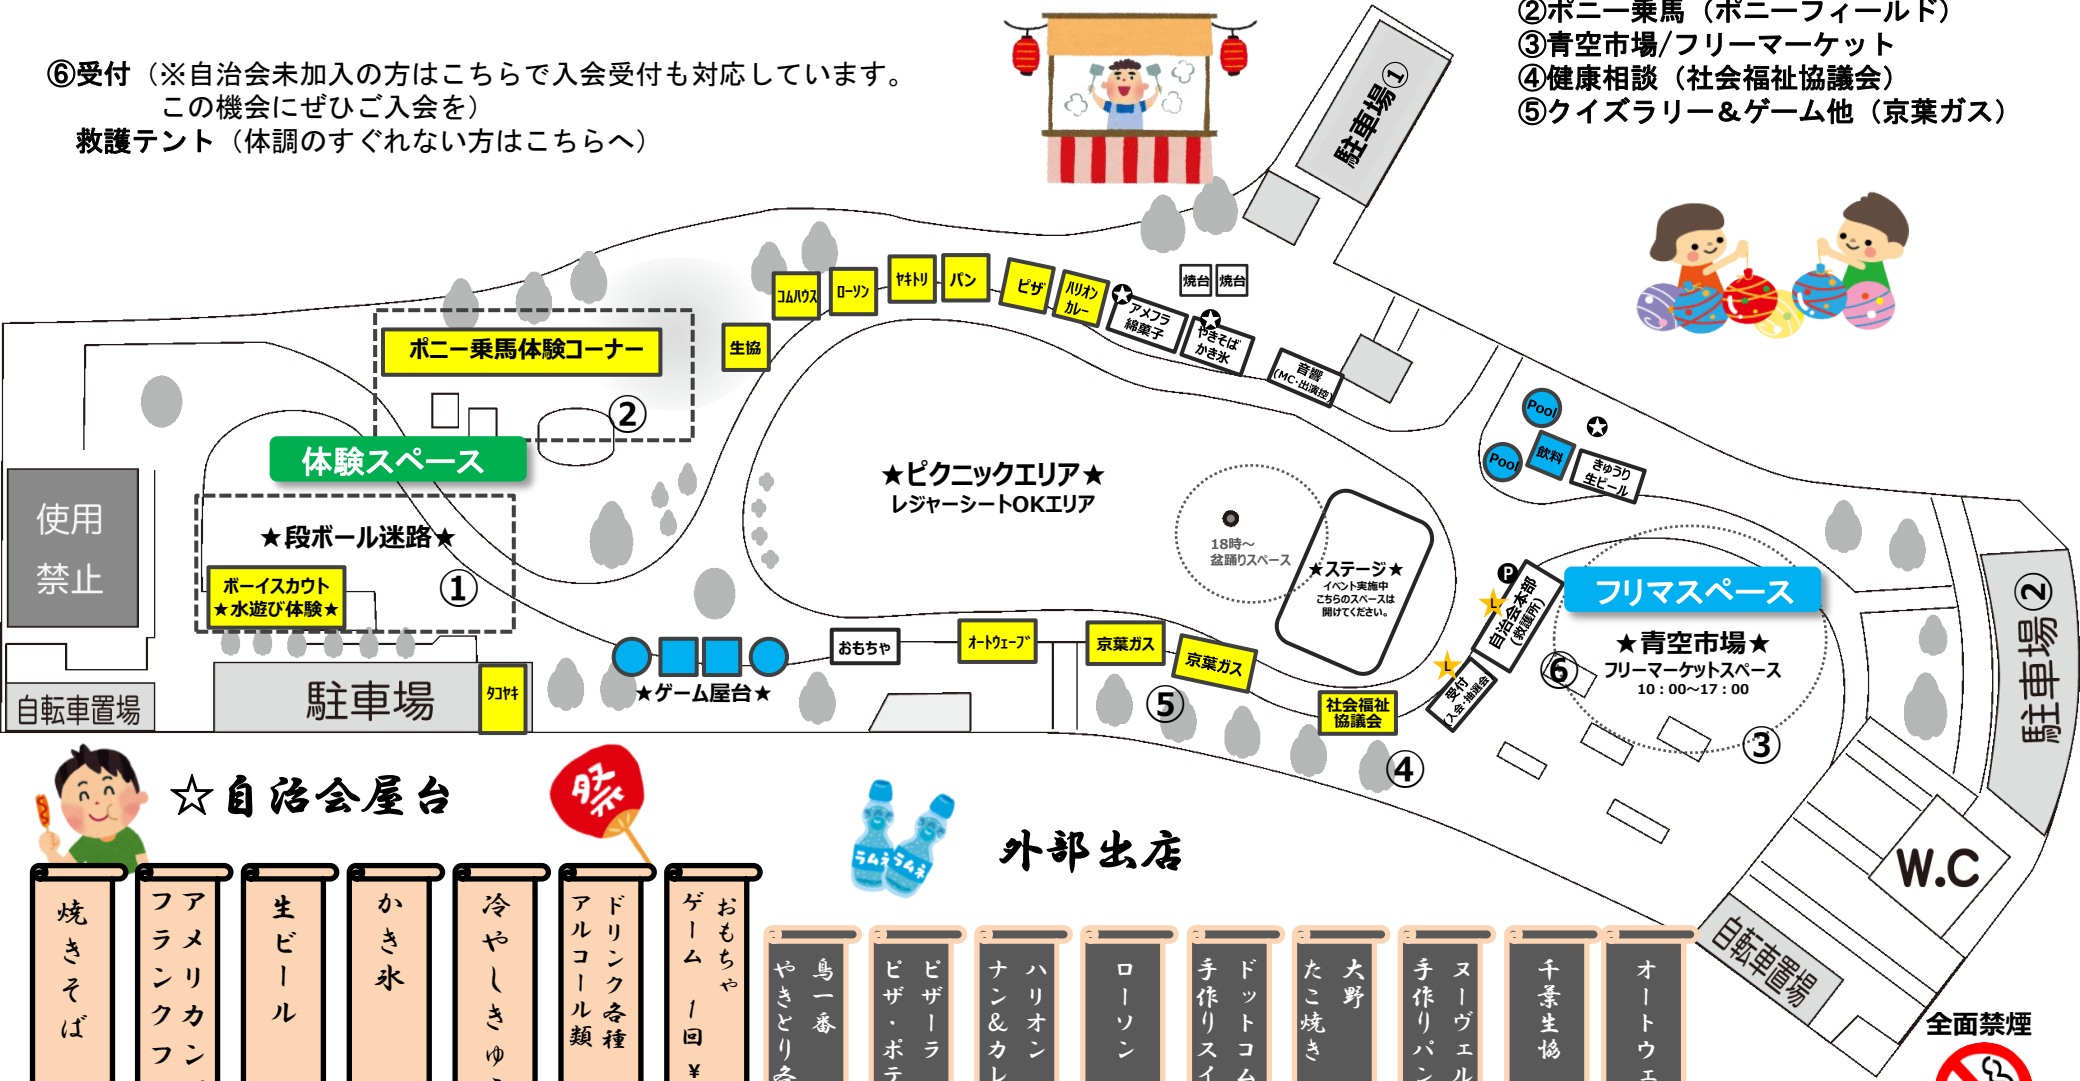 ⑥受付（※自治会未加入の方はこちらで入会受付も対応しています。
この機会にぜひご入会を）
救護テント（体調のすぐれない方はこちらへ）
②ポニー乗馬（ポニーフィールド）
③青空市場/フリーマーケット
④健康相談（社会福祉協議会）
⑤クイズラリー＆ゲーム他（京葉ガス）
駐車場①
コムハウス
ローソン
ヤキトリ
パン
ピザ
ハリオン
カレー
アメフラ
綿菓子
やきそば
かき氷
焼台
焼台
音響
(MC・出演控)
生協
ポニー乗馬体験コーナー
②
体験スペース
使用
禁止
★段ボール迷路★
ボーイスカウト
★水遊び体験★
①
自転車置場
駐車場
タコヤキ
★ゲーム屋台★
おもちゃ
オートウェーブ
京葉ガス
京葉ガス
⑤
社会福祉
協議会
④
★ピクニックエリア★
レジャーシートOKエリア
18時～
盆踊りスペース
★ステージ★
イベント実施中
こちらのスペースは
開けてください。
Pool
Pool
飲料
きゅうり
生ビール
P
L
自治会本部
(救護所)
L
受付
(入会・抽選会)
⑥
フリマスペース
★青空市場★
フリーマーケットスペース
10：00～17：00
③
駐車場②
W.C
自転車置場
全面禁煙
☆自治会屋台
祭
ラムネ
ラムネ
外部出店
焼きそば
アメリカン
フランクフ
生ビール
かき氷
冷やしきゅ
ドリンク各種
アルコール類
おもちゃ
ゲーム 1回 ¥
鳥一番
やきとり各
ピザーラ
ピザ・ポテ
ハリオン
ナン＆カレ
ローソン
ドットコム
手作りスイ
大野
たこ焼き
ヌーヴェル
手作りパン
千葉生協
オートウェ